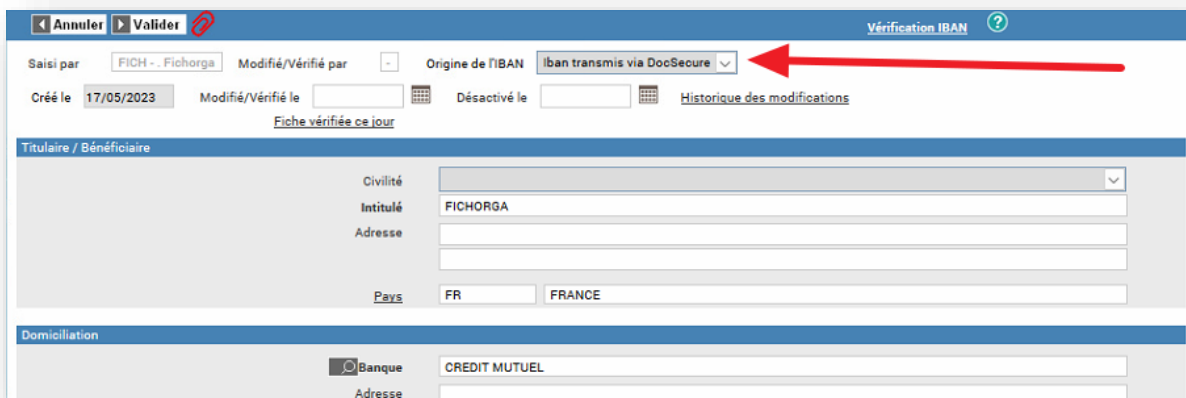 Annuler Valider Vérification IBAN ?
Saisi par FICH - . Fichorga Modifié/Vérifié par - Origine de l'IBAN Iban transmis via DocSecure
Créé le 17/05/2023 Modifié/Vérifié le Désactivé le Historique des modifications
Fiche vérifiée ce jour
Titulaire / Bénéficiaire
Civilité
Intitulé FICHORGA
Adresse
Pays FR FRANCE
Domiciliation
Banque CREDIT MUTUEL
Adresse